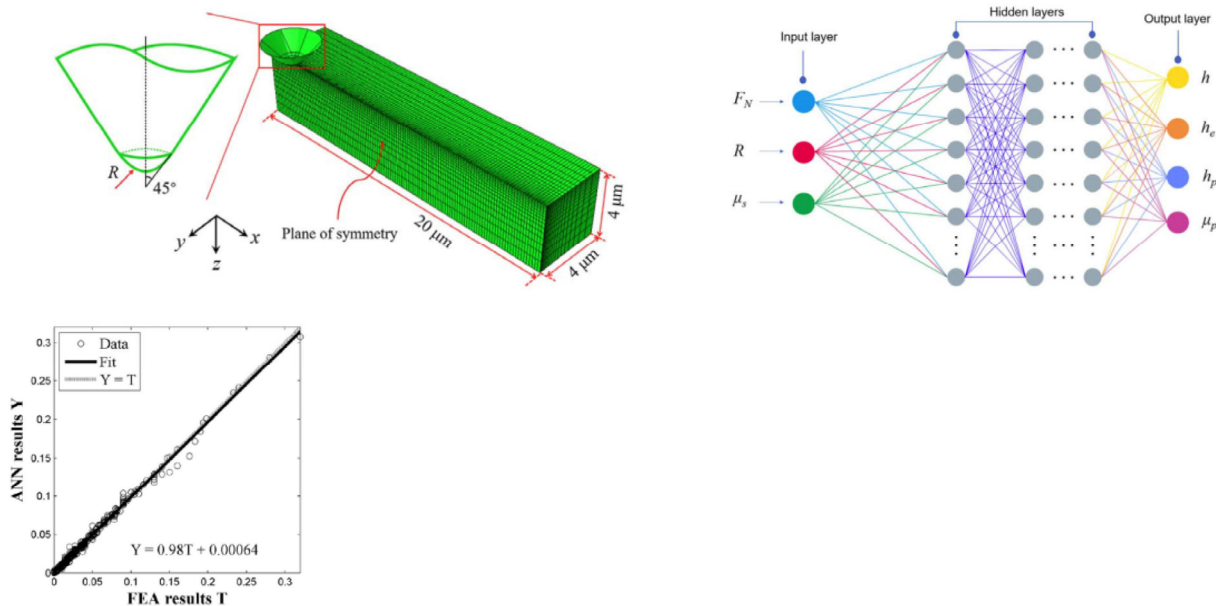 R
45°
y
x
z
Plane of symmetry
20 μm
4 μm
4 μm
Hidden layers
Input layer
Output layer
F_N
R
μ_s
h
h_e
h_p
μ_p
0.3
0.25
0.2
0.15
0.1
0.05
0
Data
Fit
Y = T
Y = 0.98T + 0.00064
0
0.05
0.1
0.15
0.2
0.25
0.3
ANN results Y
FEA results T